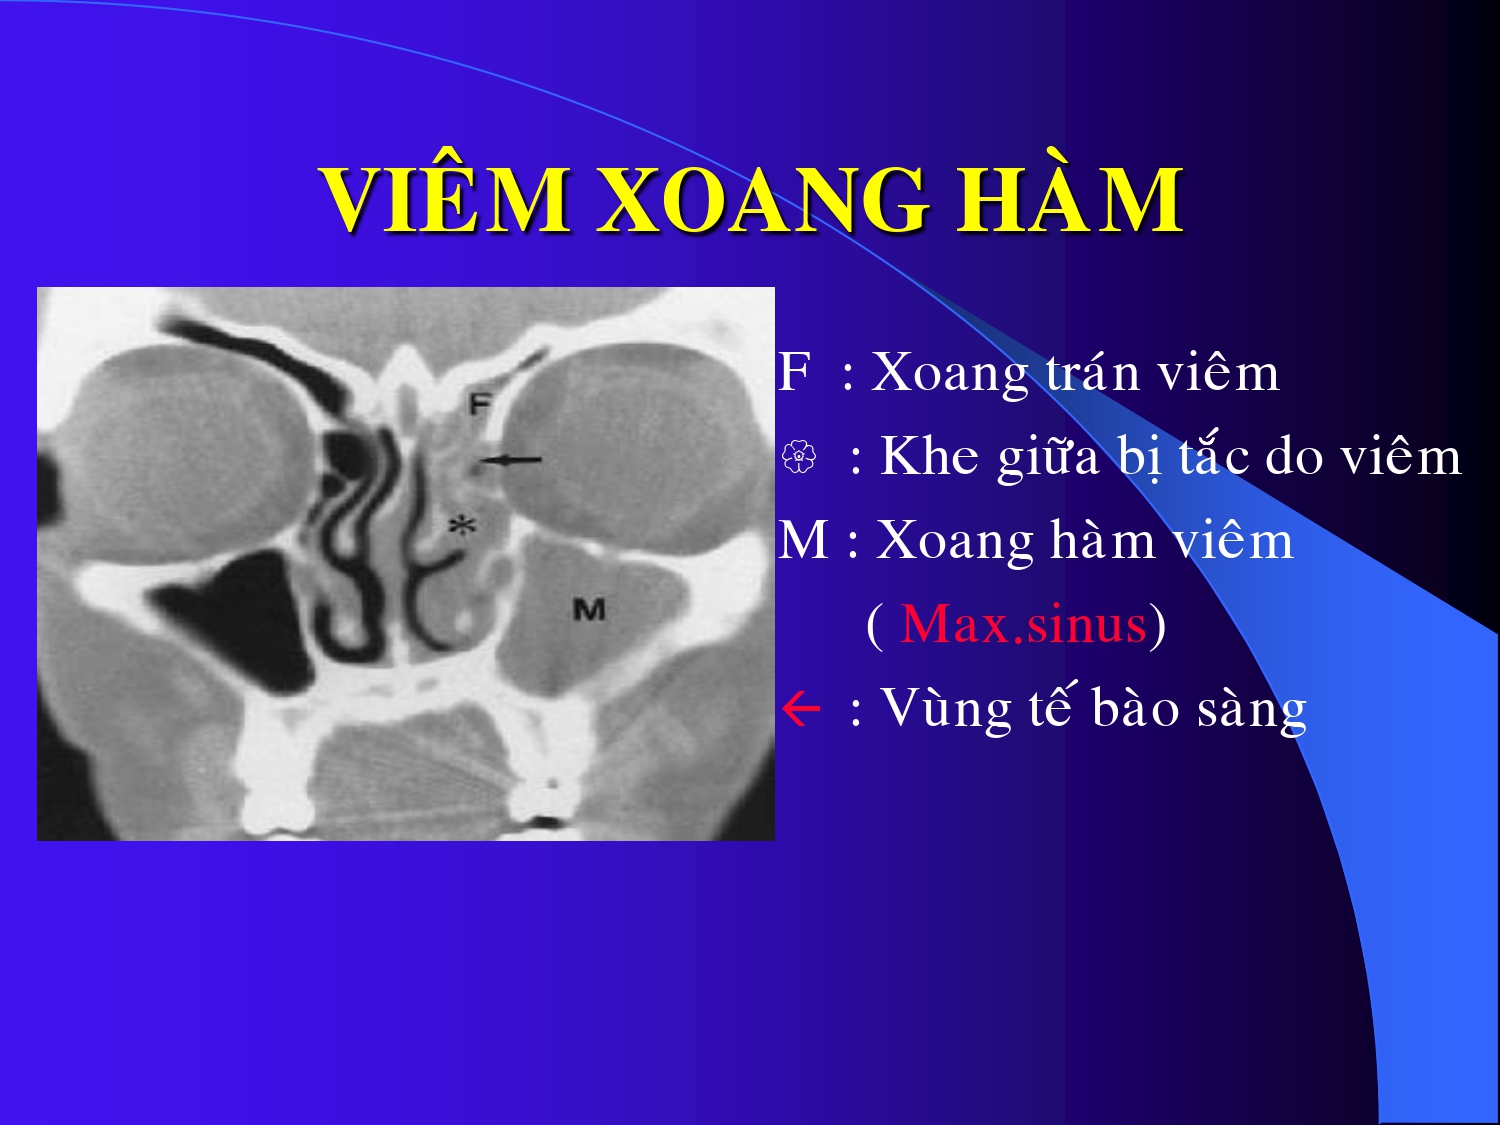 VIÊM XOANG HÀM
F : Xoang trán viêm
: Khe giữa bị tắc do viêm
M : Xoang hàm viêm
( Max.sinus)
← : Vùng tế bào sàng
F
*
M